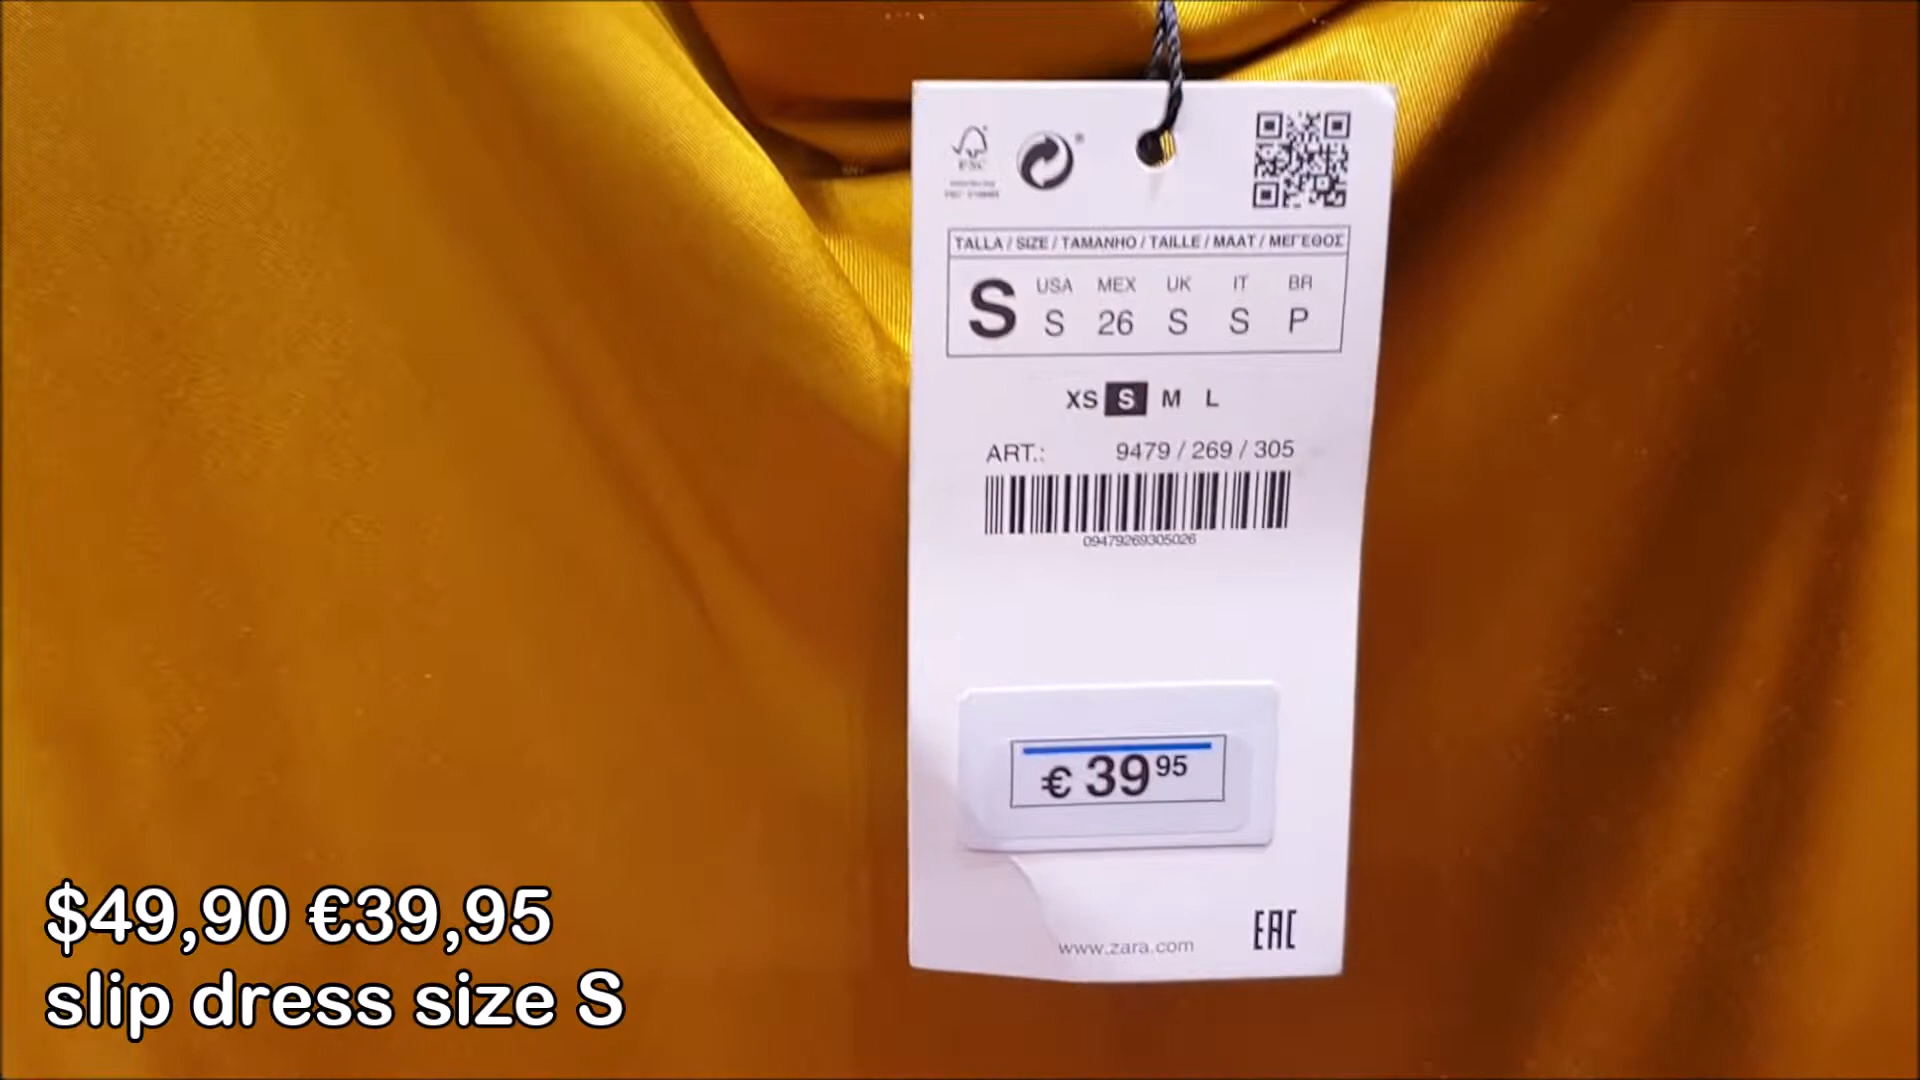 FSC
®
TALLA / SIZE / TAMANHO / TAILLE / MAAT / ΜΕΓΕΘΟΣ
S USA MEX UK IT BR
S 26 S S P
XS S M L
ART.: 9479 / 269 / 305
09479269305026
€ 39 95
www.zara.com
EAC
$49,90 €39,95
slip dress size S